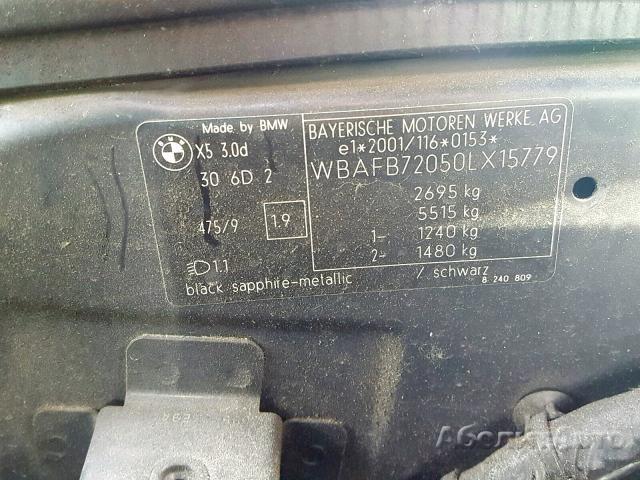 Made by BMW
X5 3.0d
30 6D 2
475/9
1.9
1.1
black sapphire-metallic / schwarz
BAYERISCHE MOTOREN WERKE AG
e1*2001/116*0153*
WBAFB72050LX15779
2695 kg
5515 kg
1- 1240 kg
2- 1480 kg
8 240 809